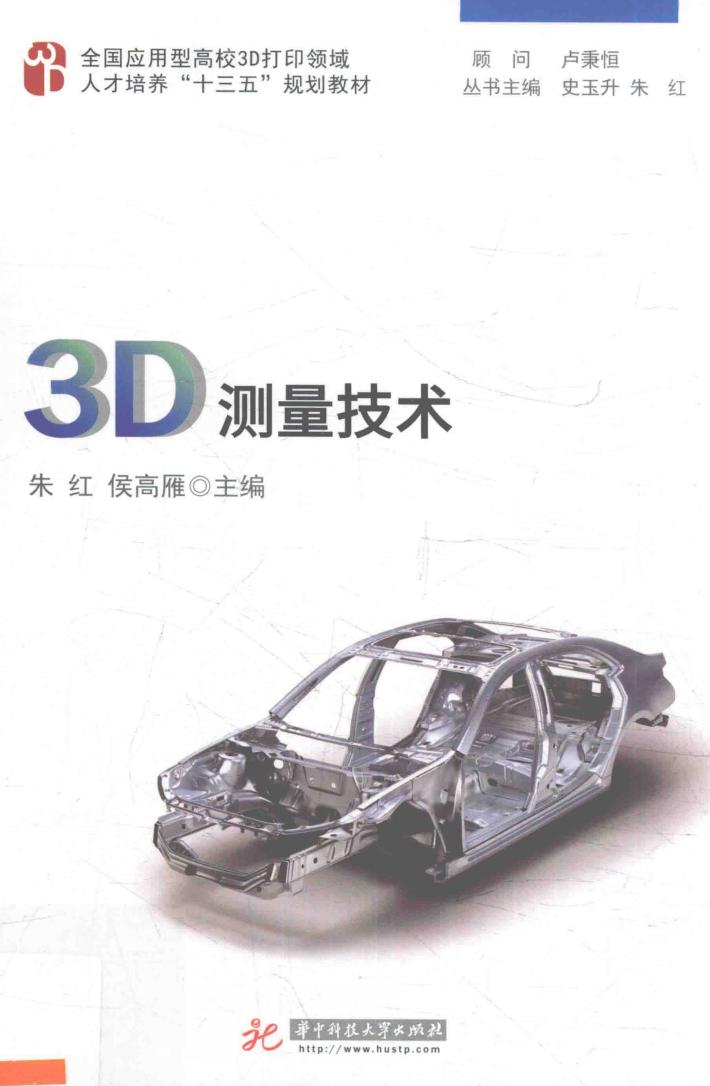 全国应用型高校3D打印领域
人才培养“十三五”规划教材
顾 问 卢秉恒
丛书主编 史玉升 朱 红
3D测量技术
朱 红 侯高雁◎主编
华中科技大学出版社
http://www.hustp.com